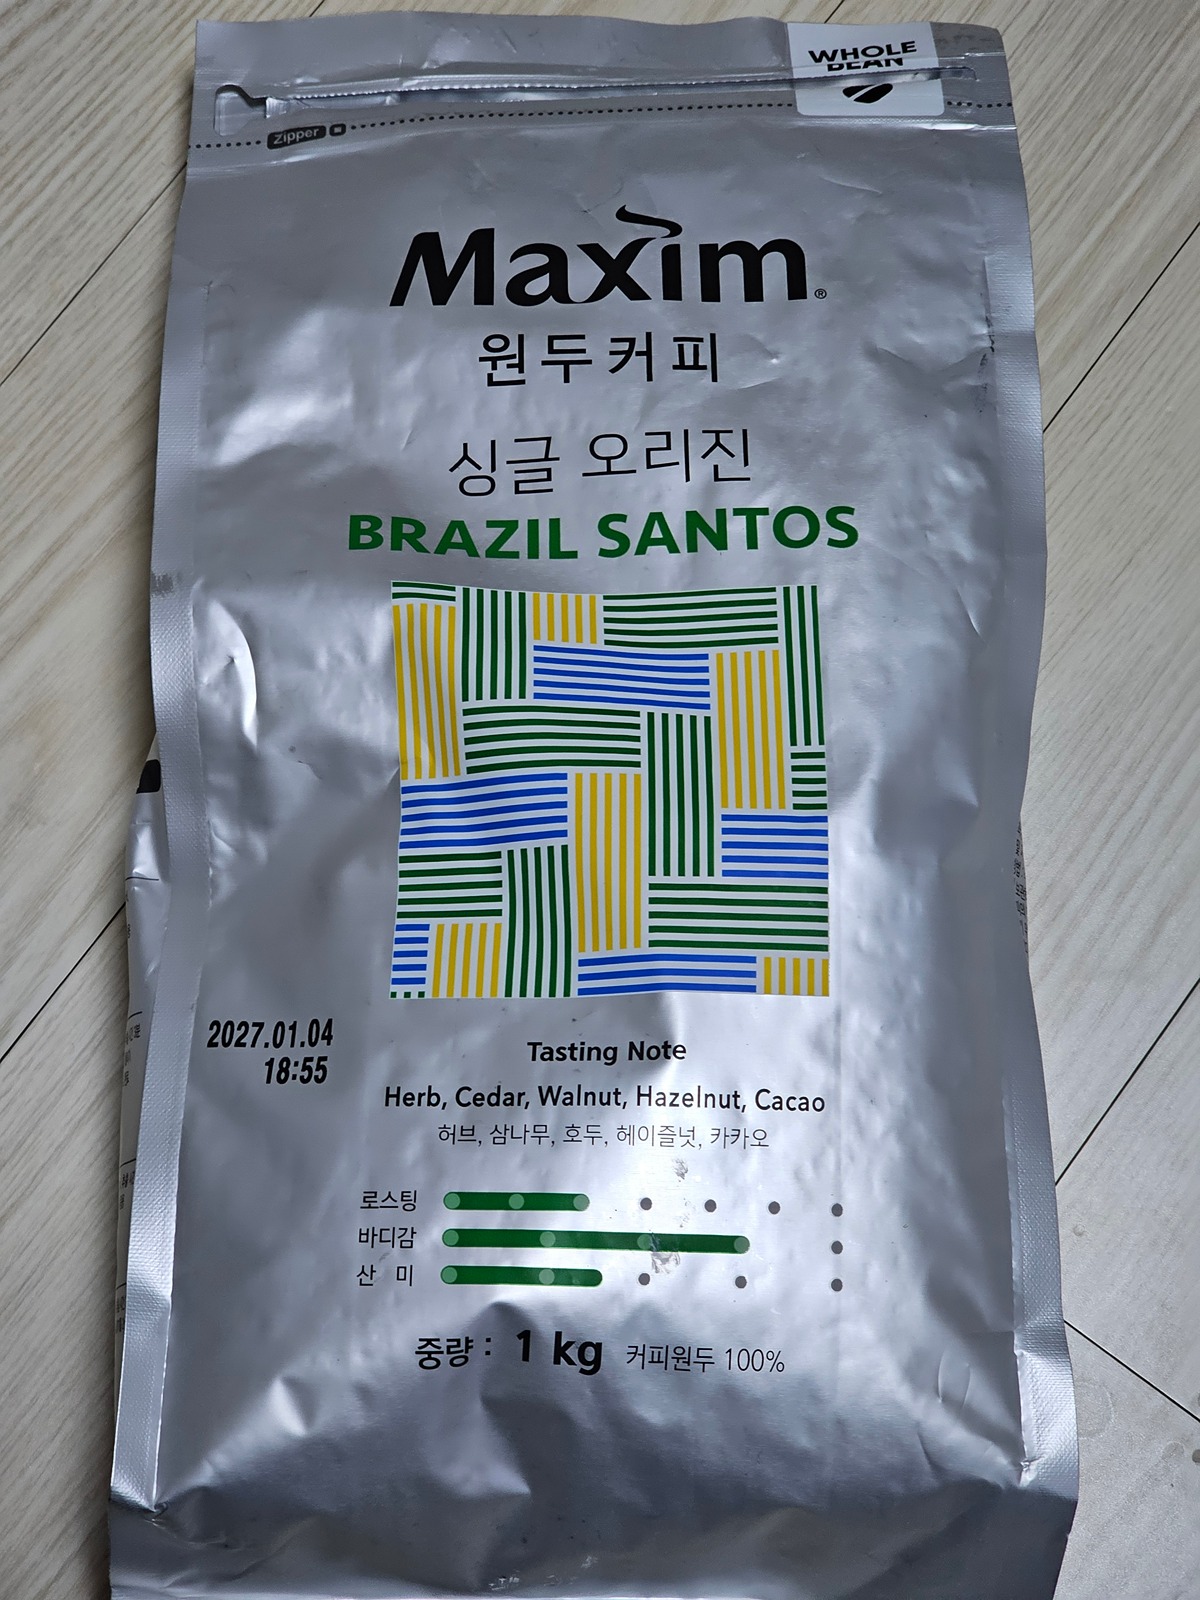 WHOLE
BEAN
Zipper
Maxim®
원두커피
싱글 오리진
BRAZIL SANTOS
2027.01.04
18:55
Tasting Note
Herb, Cedar, Walnut, Hazelnut, Cacao
허브, 삼나무, 호두, 헤이즐넛, 카카오
로스팅
바디감
산 미
중량 : 1 kg 커피원두 100%